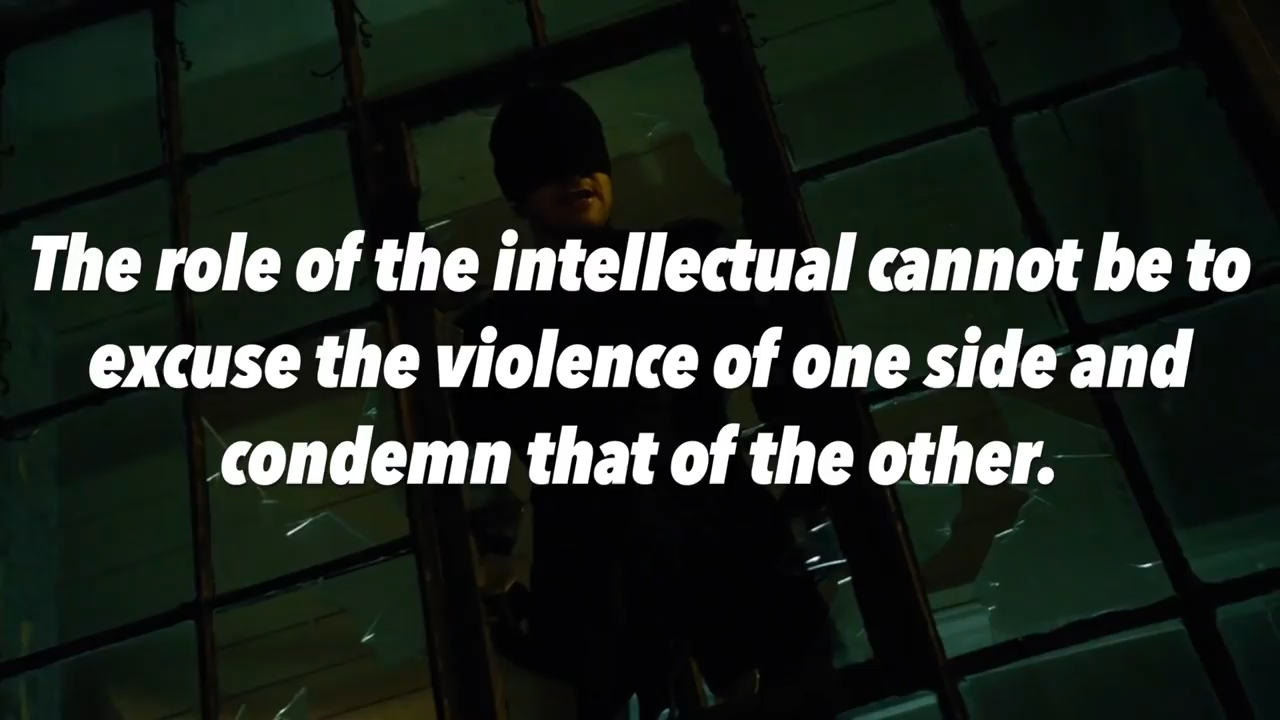 The role of the intellectual cannot be to
excuse the violence of one side and
condemn that of the other.